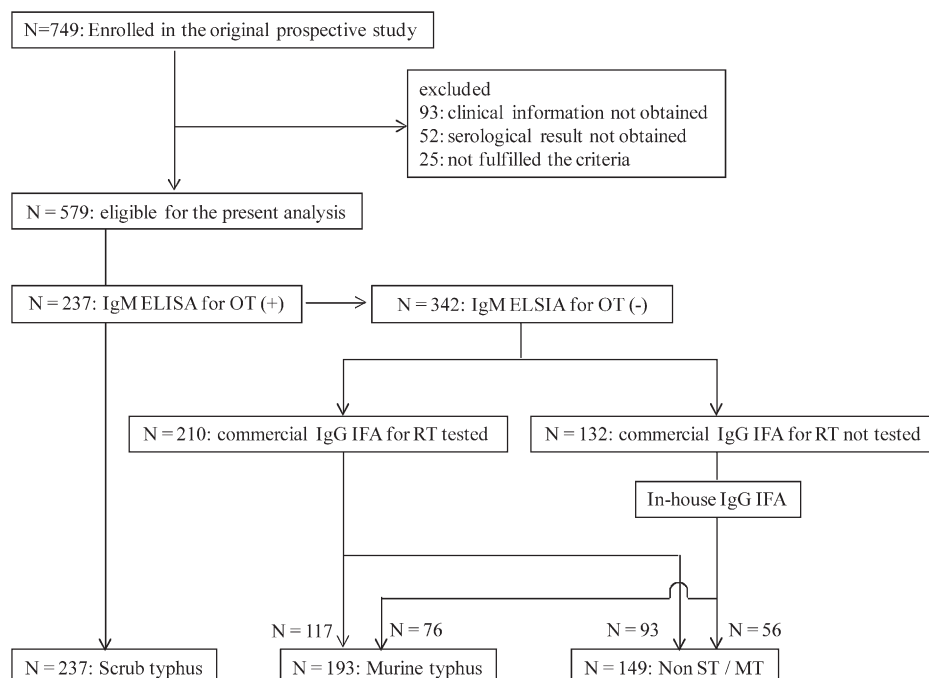 N=749: Enrolled in the original prospective study
excluded
93: clinical information not obtained
52: serological result not obtained
25: not fulfilled the criteria
N = 579: eligible for the present analysis
N = 237: IgM ELISA for OT (+)
N = 342: IgM ELSIA for OT (-)
N = 210: commercial IgG IFA for RT tested
N = 132: commercial IgG IFA for RT not tested
In-house IgG IFA
N = 117
N = 76
N = 93
N = 56
N = 237: Scrub typhus
N = 193: Murine typhus
N = 149: Non ST / MT